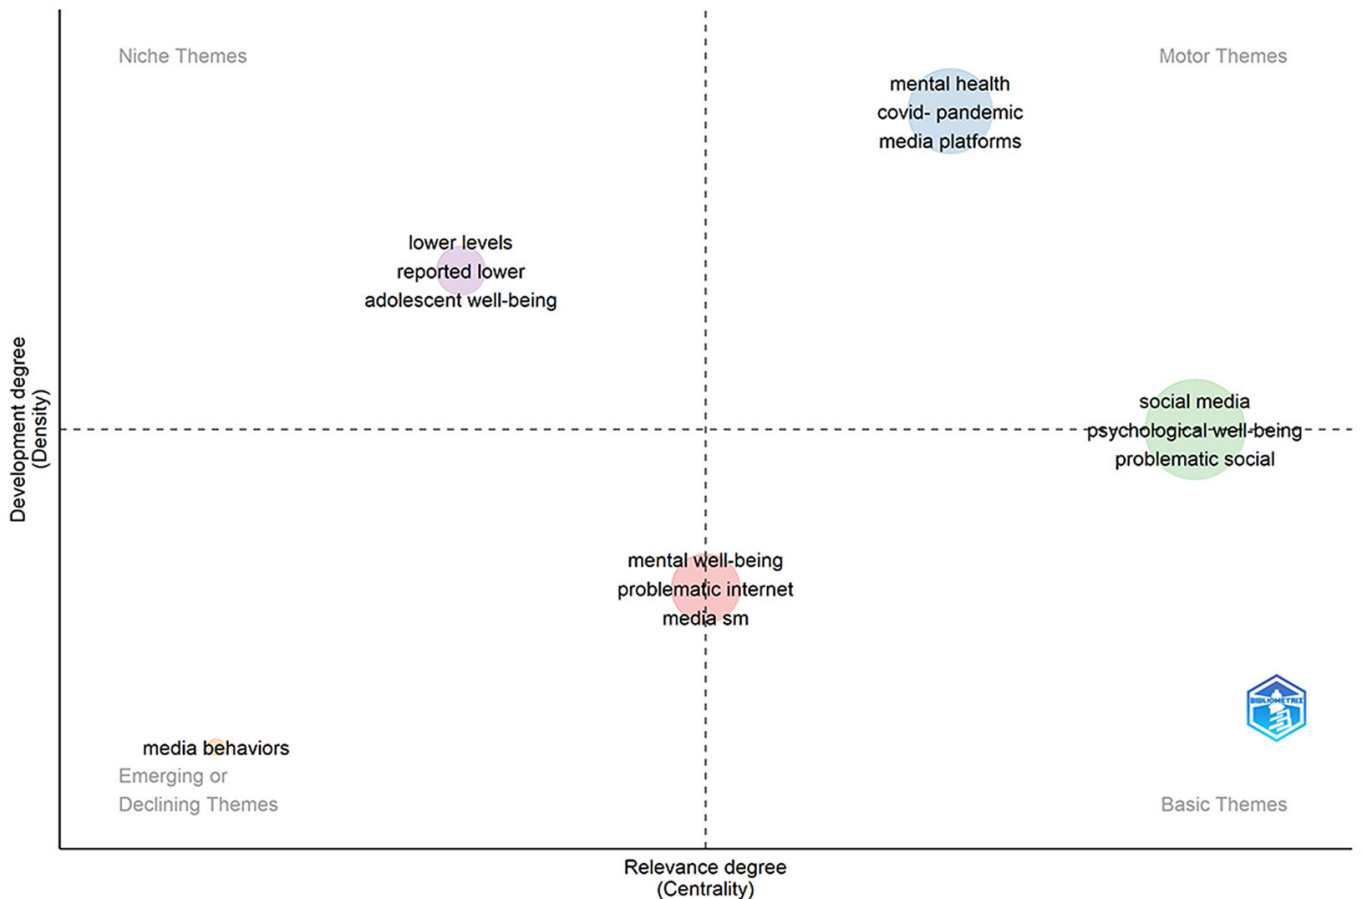 Niche Themes
Motor Themes
mental health
covid- pandemic
media platforms
lower levels
reported lower
adolescent well-being
social media
psychological well-being
problematic social
mental well-being
problematic internet
media sm
media behaviors
Emerging or
Declining Themes
Basic Themes
BIBLIOMETRIX
Development degree
(Density)
Relevance degree
(Centrality)